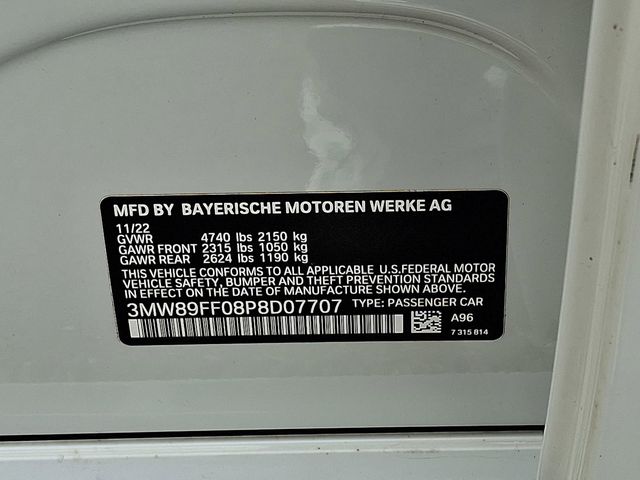 MFD BY BAYERISCHE MOTOREN WERKE AG
11/22
GVWR 4740 lbs 2150 kg
GAWR FRONT 2315 lbs 1050 kg
GAWR REAR 2624 lbs 1190 kg
THIS VEHICLE CONFORMS TO ALL APPLICABLE U.S.FEDERAL MOTOR
VEHICLE SAFETY, BUMPER AND THEFT PREVENTION STANDARDS
IN EFFECT ON THE DATE OF MANUFACTURE SHOWN ABOVE.
3MW89FF08P8D07707 TYPE: PASSENGER CAR
A96
7 315 814